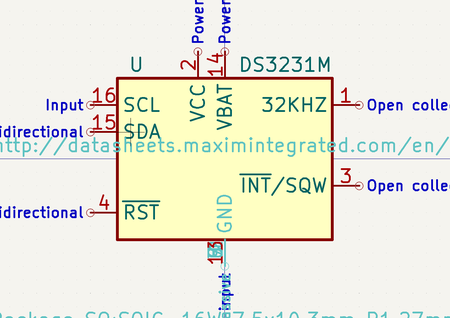 Power
Power
U
DS3231M
2
14
16
Input
SCL
VCC
VBAT
32KHZ
1
Open colle
15
idirectional
SDA
http://datasheets.maximintegrated.com/en/
INT/SQW
3
Open colle
4
idirectional
RST
GND
13
input
Package_SO:SOIC-16W_7.5x10.3mm_P1.27mm